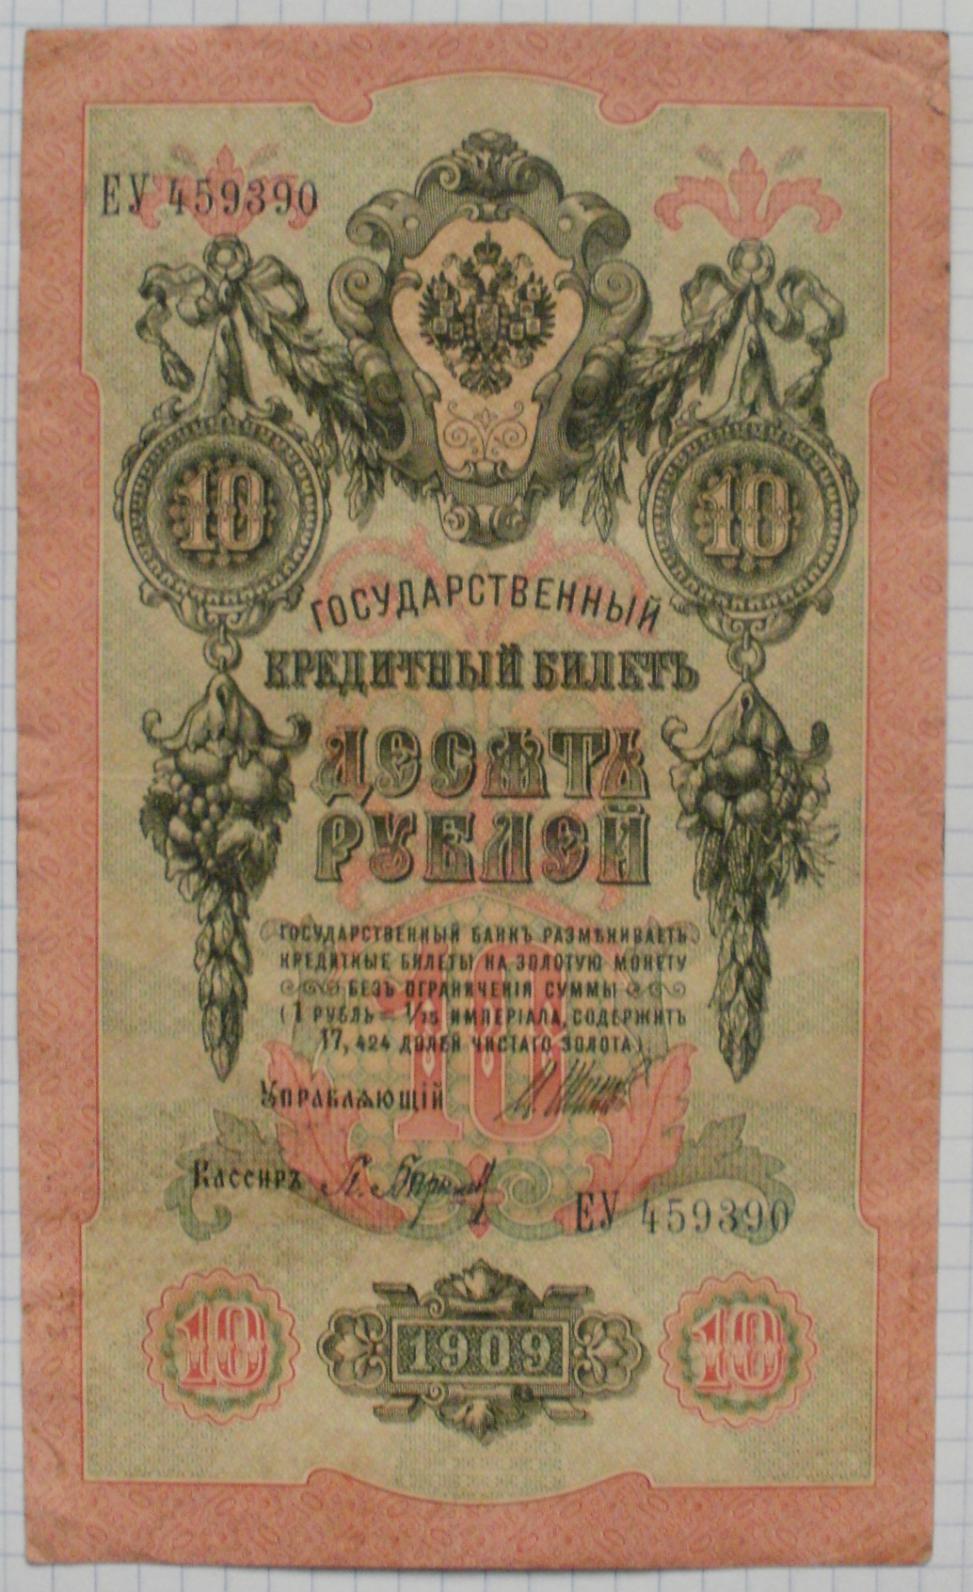 ЕУ 459390
10 10
ГОСУДАРСТВЕННЫЙ
КРЕДИТНЫЙ БИЛЕТЪ
ДЕСЯТЬ
РУБЛЕЙ
ГОСУДАРСТВЕННЫЙ БАНКЪ РАЗМѢНИВАЕТЪ
КРЕДИТНЫЕ БИЛЕТЫ НА ЗОЛОТУЮ МОНЕТУ
БЕЗЪ ОГРАНИЧЕНІЯ СУММЫ
(1 РУБЛЬ = 1/15 ИМПЕРІАЛА, СОДЕРЖИТЪ
17,424 ДОЛЕЙ ЧИСТАГО ЗОЛОТА)
10
УПРАВЛЯЮЩІЙ
КАССИРЪ
ЕУ 459390
10 1909 10